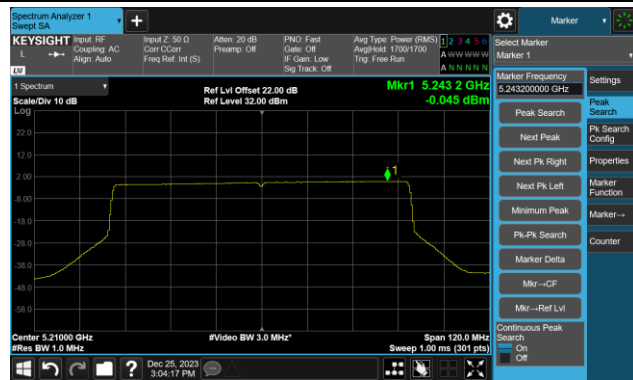 Spectrum Analyzer 1
Swept SA
Marker
KEYSIGHT
Input: RF
Coupling: AC
Align: Auto
Input Z: 50 Ω
Corr CCorr
Freq Ref: Int (S)
Atten: 20 dB
Preamp: Off
PNO: Fast
Gate: Off
IF Gain: Low
Sig Track: Off
Avg Type: Power (RMS)
Avg|Hold: 1700/1700
Trig: Free Run
1 2 3 4 5 6
A W W W W W
A N N N N N
L
LXI
Select Marker
Marker 1
1 Spectrum
Scale/Div 10 dB
Log
Ref Lvl Offset 22.00 dB
Ref Level 32.00 dBm
Mkr1 5.243 2 GHz
-0.045 dBm
22.0
12.0
2.00
-8.00
-18.0
-28.0
-38.0
-48.0
-58.0
1
Center 5.21000 GHz
#Res BW 1.0 MHz
#Video BW 3.0 MHz*
Span 120.0 MHz
Sweep 1.00 ms (301 pts)
Marker Frequency
5.243200000 GHz
Peak Search
Next Peak
Next Pk Right
Next Pk Left
Minimum Peak
Pk-Pk Search
Marker Delta
Mkr→CF
Mkr→Ref Lvl
Continuous Peak
Search
On
Off
Settings
Peak
Search
Pk Search
Config
Properties
Marker
Function
Marker→
Counter
?
Dec 25, 2023
3:04:17 PM